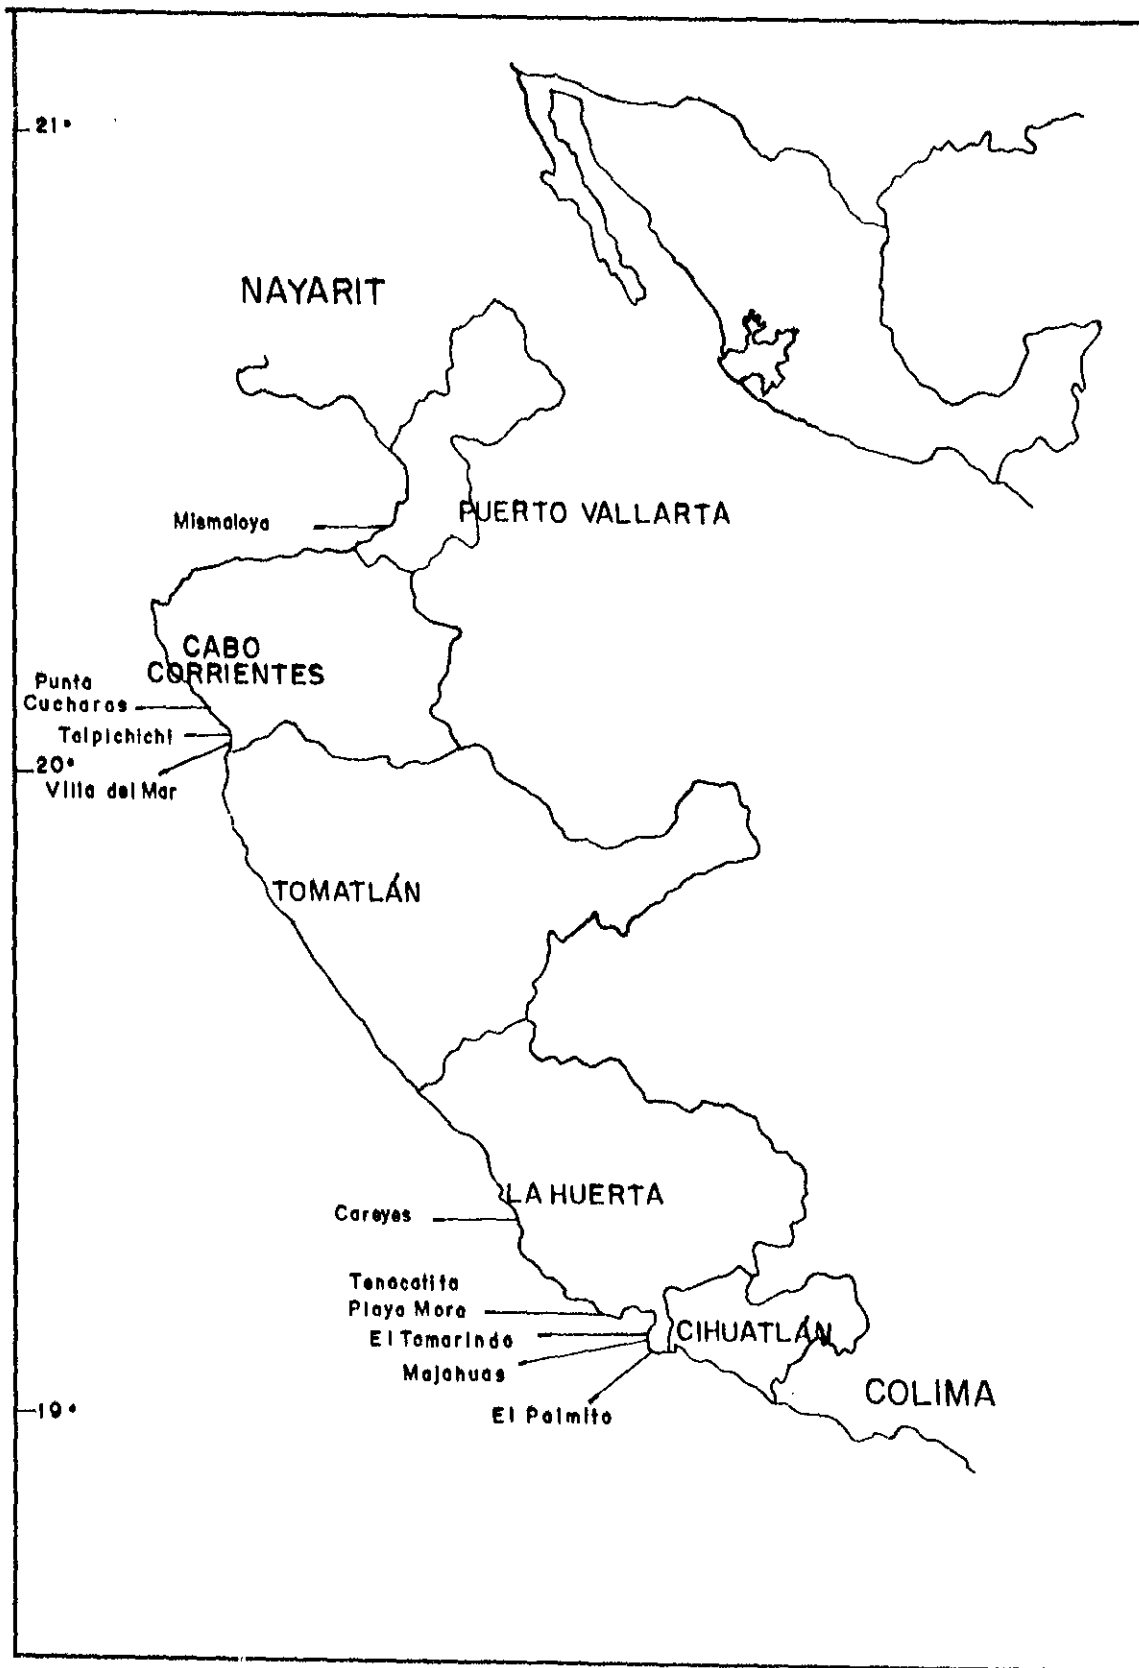 21°
NAYARIT
Mismaloya
PUERTO VALLARTA
CABO
CORRIENTES
Punta
Cucharas
Talpichichi
20°
Villa del Mar
TOMATLÁN
LA HUERTA
Careyes
Tenacatita
Playa Mora
El Tamarindo
CIHUATLÁN
Majahuas
COLIMA
El Palmito
19°